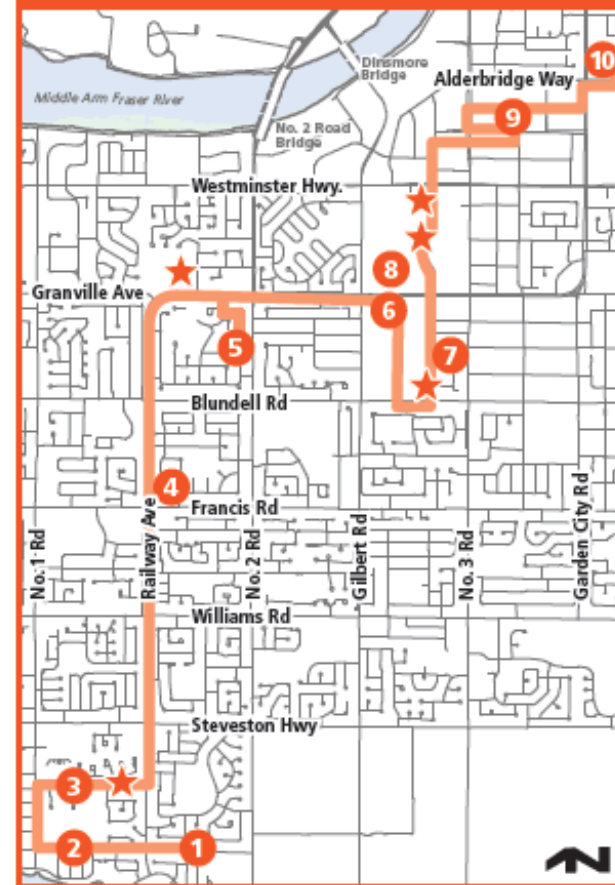 10
Dinsmore
Bridge
Alderbridge Way
Middle Arm Fraser River
9
No. 2 Road
Bridge
Westminster Hwy.
8
Granville Ave
6
5
7
Blundell Rd
4
Francis Rd
No. 1 Rd
Railway Ave
No. 2 Rd
Gilbert Rd
No. 3 Rd
Garden City Rd
Williams Rd
Steveston Hwy
3
2
1
N